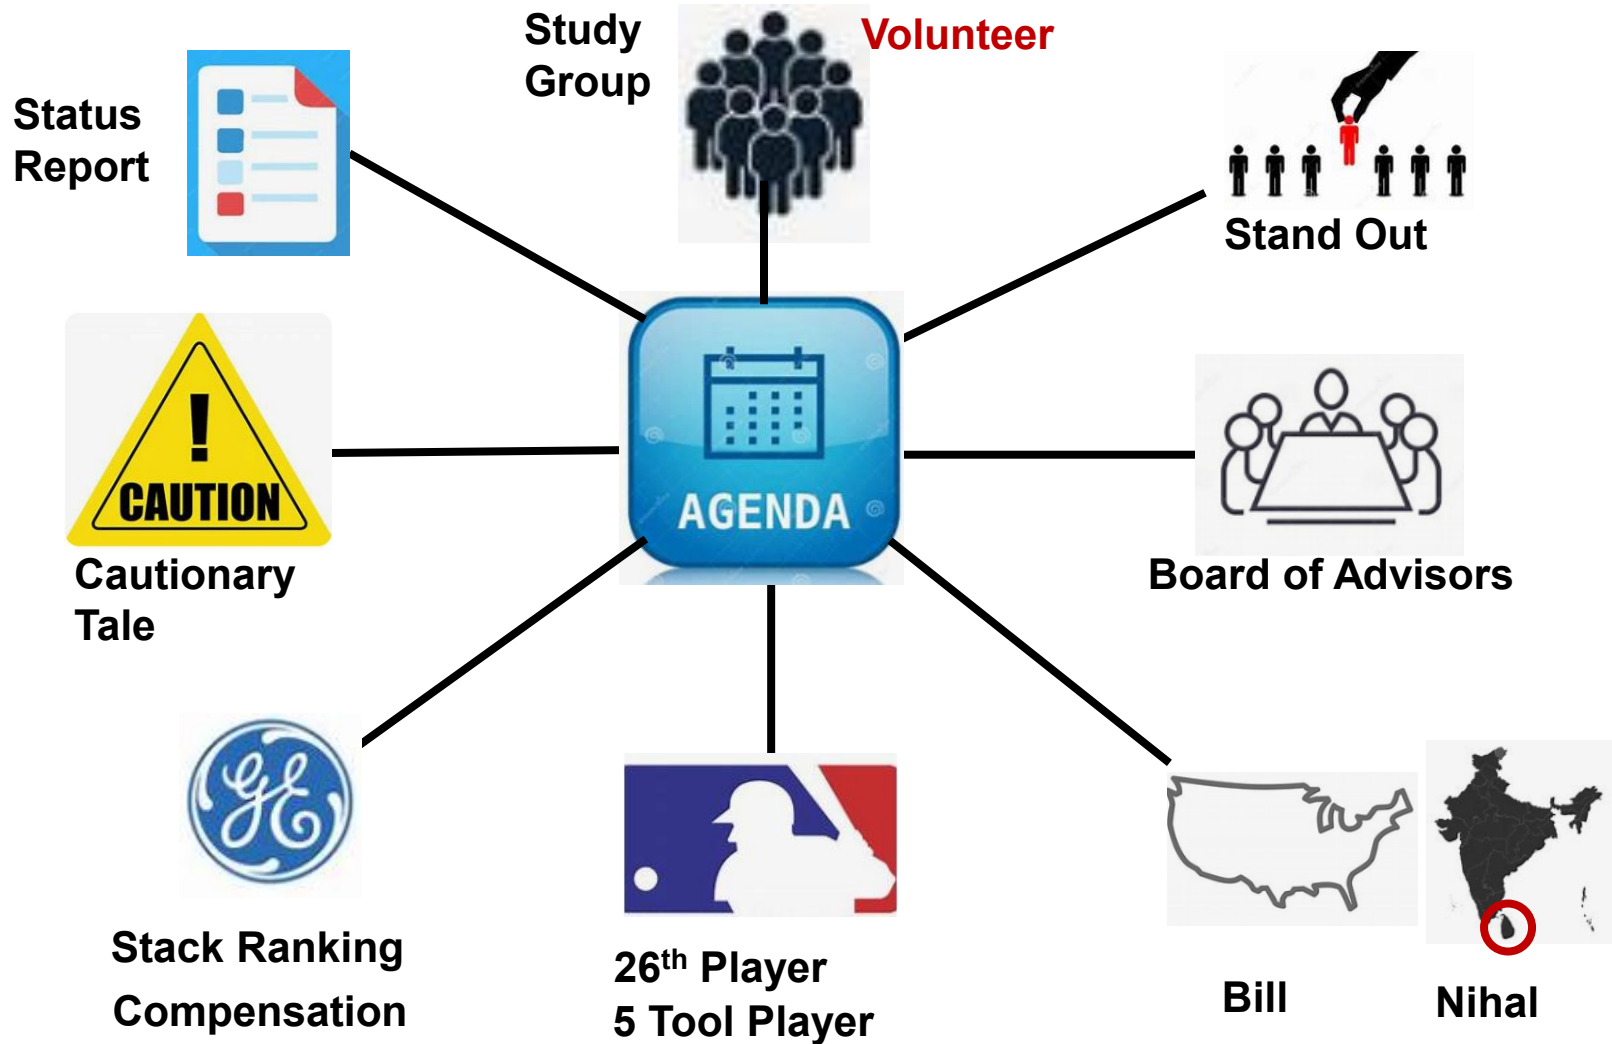 Study
Group
Volunteer
Status
Report
Stand Out
CAUTION
Cautionary
Tale
AGENDA
Board of Advisors
GE
Stack Ranking
Compensation
26th Player
5 Tool Player
Bill
Nihal